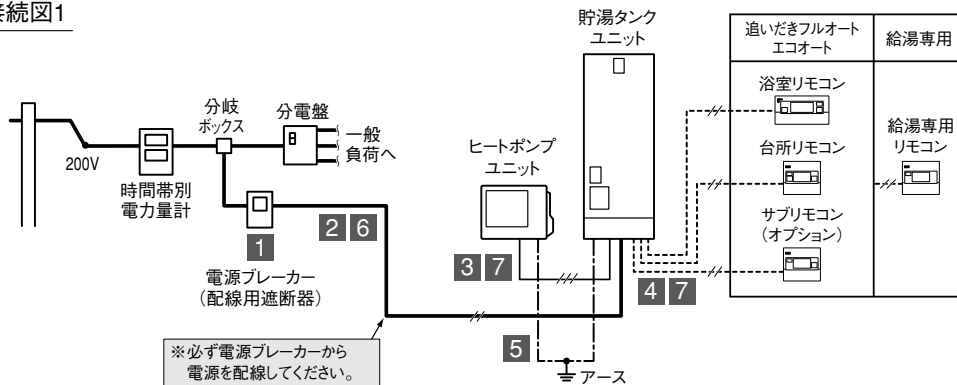 接続図1
200V
時間帯別
電力量計
分岐
ボックス
分電盤
一般
負荷へ
1
電源ブレーカー
（配線用遮断器）
2 6
※必ず電源ブレーカーから
電源を配線してください。
ヒートポンプ
ユニット
3 7
5
アース
貯湯タンク
ユニット
4 7
追いだきフルオート
エコオート
給湯専用
浴室リモコン
台所リモコン
サブリモコン
（オプション）
給湯専用
リモコン